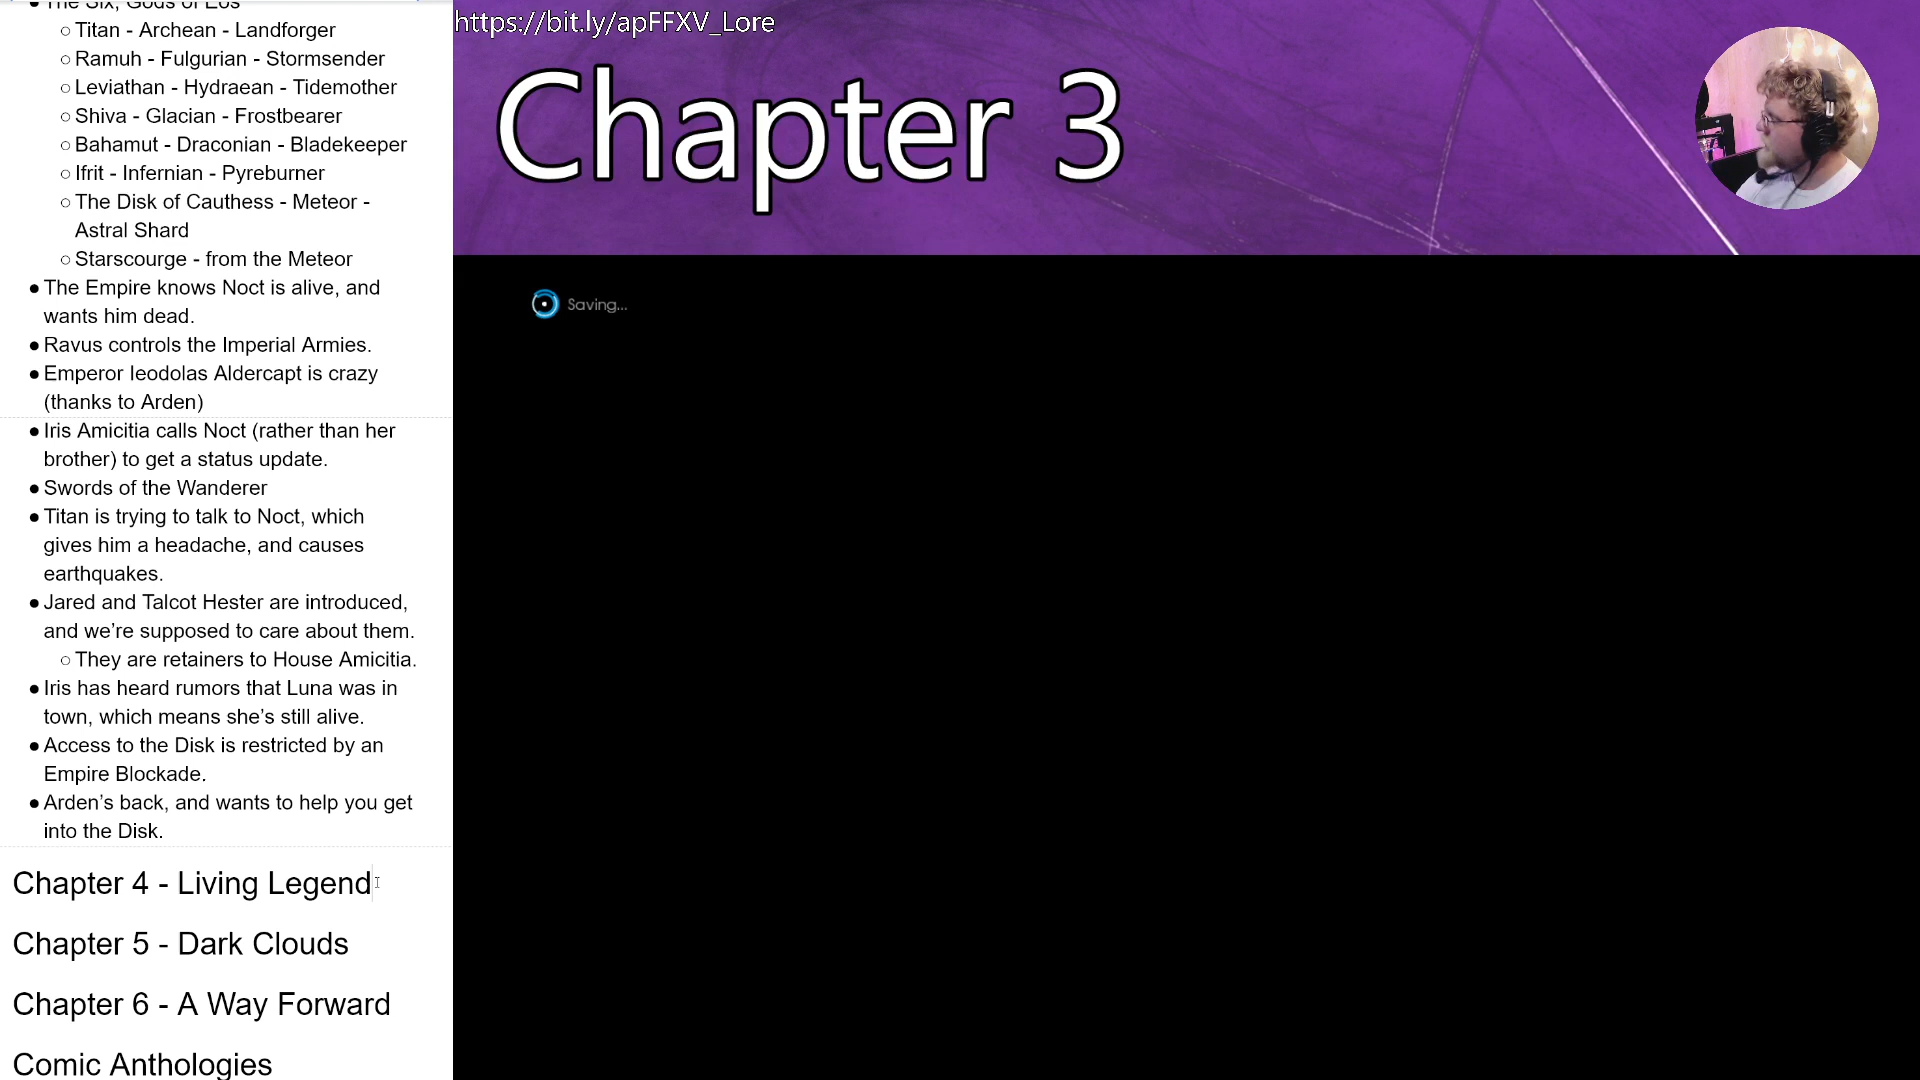 The Six, Gods of Eos
○ Titan - Archean - Landforger
○ Ramuh - Fulgurian - Stormsender
○ Leviathan - Hydraean - Tidemother
○ Shiva - Glacian - Frostbearer
○ Bahamut - Draconian - Bladekeeper
○ Ifrit - Infernian - Pyreburner
○ The Disk of Cauthess - Meteor -
Astral Shard
○ Starscourge - from the Meteor
● The Empire knows Noct is alive, and
wants him dead.
● Ravus controls the Imperial Armies.
● Emperor Ieodolas Aldercapt is crazy
(thanks to Arden)
● Iris Amicitia calls Noct (rather than her
brother) to get a status update.
● Swords of the Wanderer
● Titan is trying to talk to Noct, which
gives him a headache, and causes
earthquakes.
● Jared and Talcot Hester are introduced,
and we’re supposed to care about them.
○ They are retainers to House Amicitia.
● Iris has heard rumors that Luna was in
town, which means she’s still alive.
● Access to the Disk is restricted by an
Empire Blockade.
● Arden’s back, and wants to help you get
into the Disk.
Chapter 4 - Living Legend
Chapter 5 - Dark Clouds
Chapter 6 - A Way Forward
Comic Anthologies
https://bit.ly/apFFXV_Lore
Chapter 3
Saving...